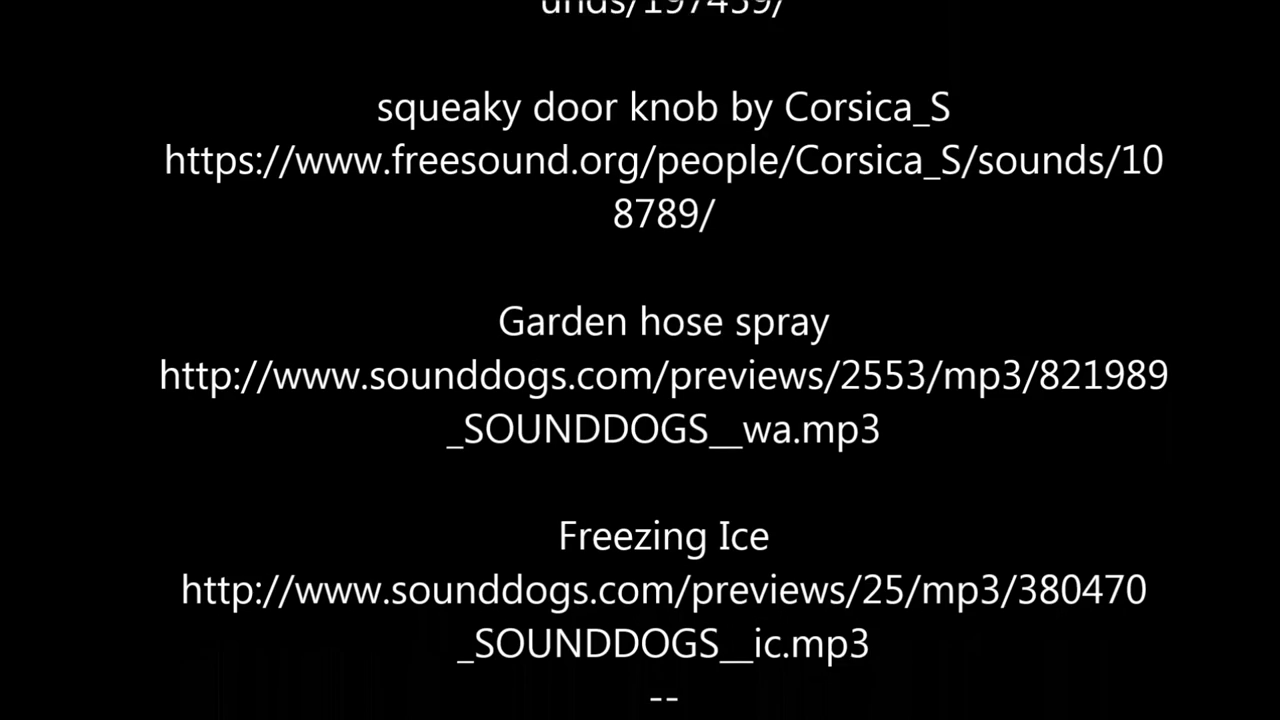 unds/197439/
squeaky door knob by Corsica_S
https://www.freesound.org/people/Corsica_S/sounds/10
8789/
Garden hose spray
http://www.sounddogs.com/previews/2553/mp3/821989
_SOUNDDOGS__wa.mp3
Freezing Ice
http://www.sounddogs.com/previews/25/mp3/380470
_SOUNDDOGS__ic.mp3
--